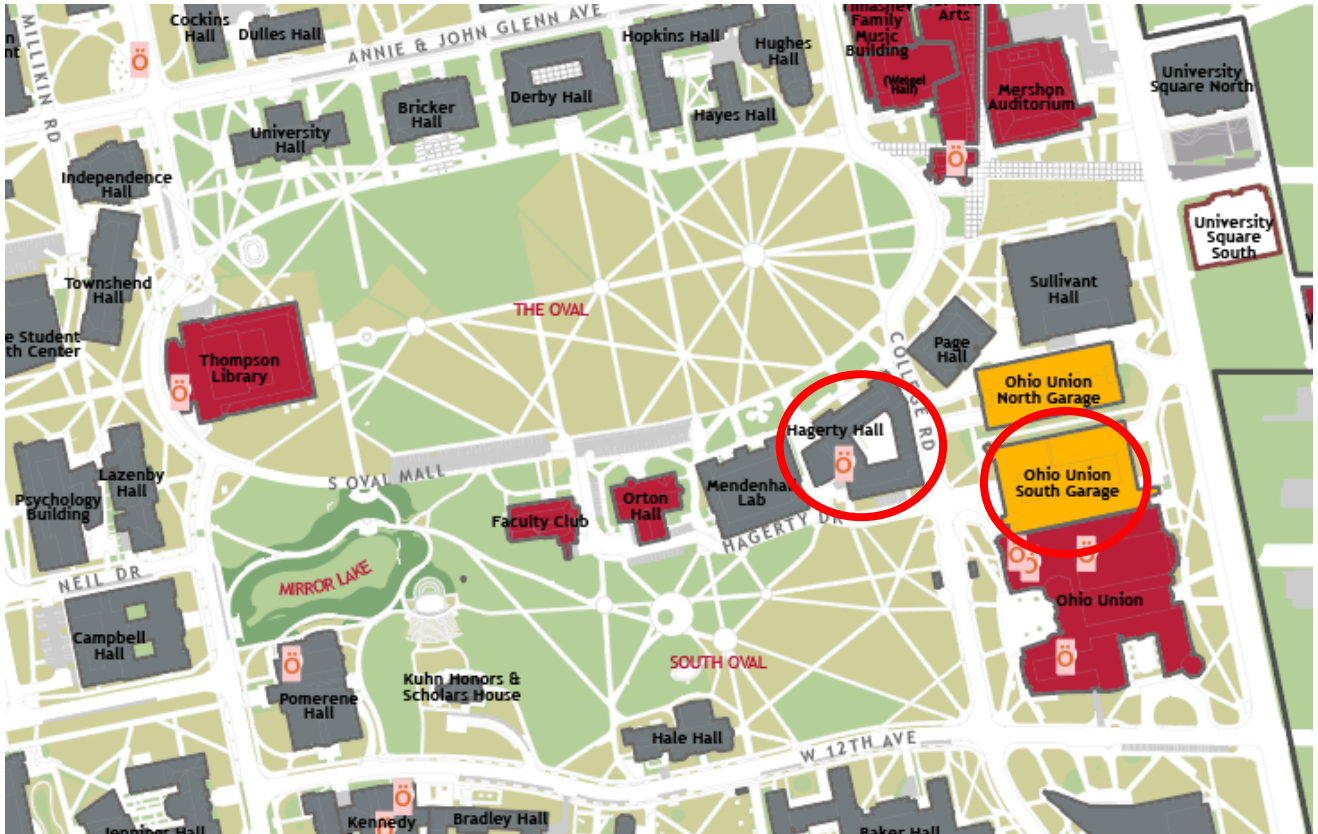 Cockins
Hall
Dulles Hall
ANNIE & JOHN GLENN AVE
Hopkins Hall
Hughes
Hall
Family
Music
Building
(Weigel
Hall)
Arts
Mershon
Auditorium
University
Square North
MILLIKIN RD
Ö
University
Hall
Bricker
Hall
Derby Hall
Hayes Hall
Ö
Independence
Hall
University
Square
South
Townshend
Hall
Sullivant
Hall
THE OVAL
e Student
th Center
Thompson
Library
Ö
COLLEGE RD
Page
Hall
Ohio Union
North Garage
Hagerty Hall
Ö
Ohio Union
South Garage
S OVAL MALL
Lazenby
Hall
Psychology
Building
Mendenhall
Lab
Orton
Hall
Faculty Club
HAGERTY DR
Ö
Ö
Ö
NEIL DR
MIRROR LAKE
Ohio Union
Campbell
Hall
Ö
Ö
SOUTH OVAL
Kuhn Honors &
Scholars House
Pomerene
Hall
Hale Hall
W 12TH AVE
Ö
Kennedy
Ö
Bradley Hall
Jennings Hall
Baker Hall